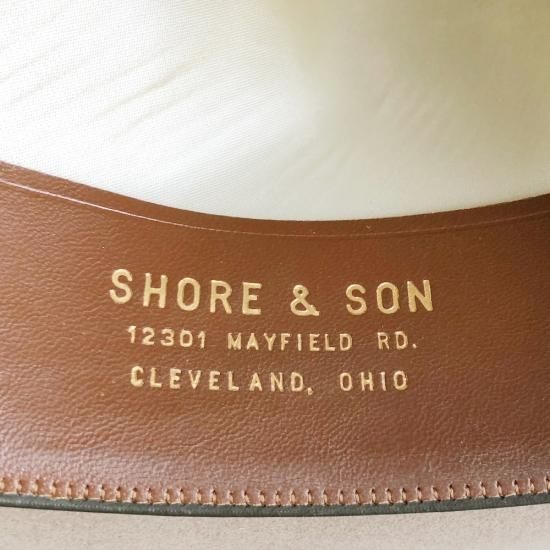 SHORE & SON
12301 MAYFIELD RD.
CLEVELAND, OHIO